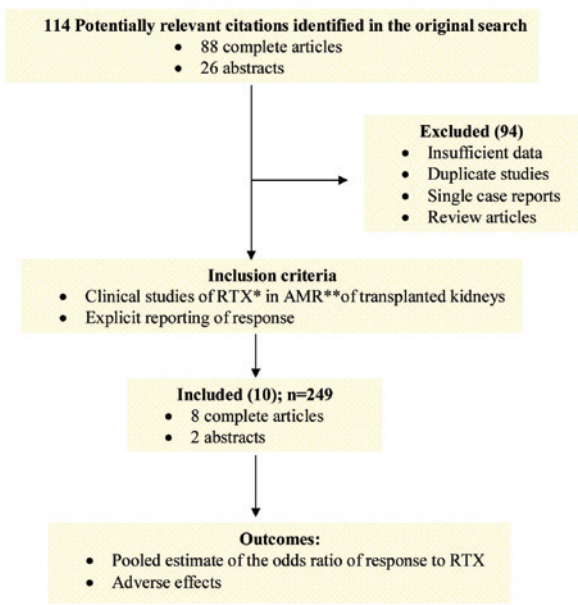 114 Potentially relevant citations identified in the original search
• 88 complete articles
• 26 abstracts
Excluded (94)
• Insufficient data
• Duplicate studies
• Single case reports
• Review articles
Inclusion criteria
• Clinical studies of RTX* in AMR**of transplanted kidneys
• Explicit reporting of response
Included (10); n=249
• 8 complete articles
• 2 abstracts
Outcomes:
• Pooled estimate of the odds ratio of response to RTX
• Adverse effects